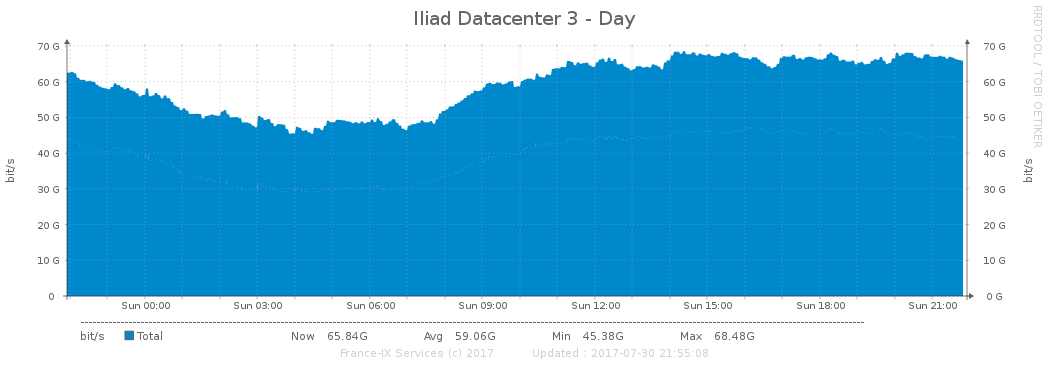 Iliad Datacenter 3 - Day
RRDTOOL / TOBI OETIKER
bit/s
70 G 70 G
60 G 60 G
50 G 50 G
40 G 40 G
30 G 30 G
20 G 20 G
10 G 10 G
0 0 G
bit/s
Sun 00:00 Sun 03:00 Sun 06:00 Sun 09:00 Sun 12:00 Sun 15:00 Sun 18:00 Sun 21:00
bit/s Total Now 65.84G Avg 59.06G Min 45.38G Max 68.48G
France-IX Services (c) 2017 Updated : 2017-07-30 21:55:08